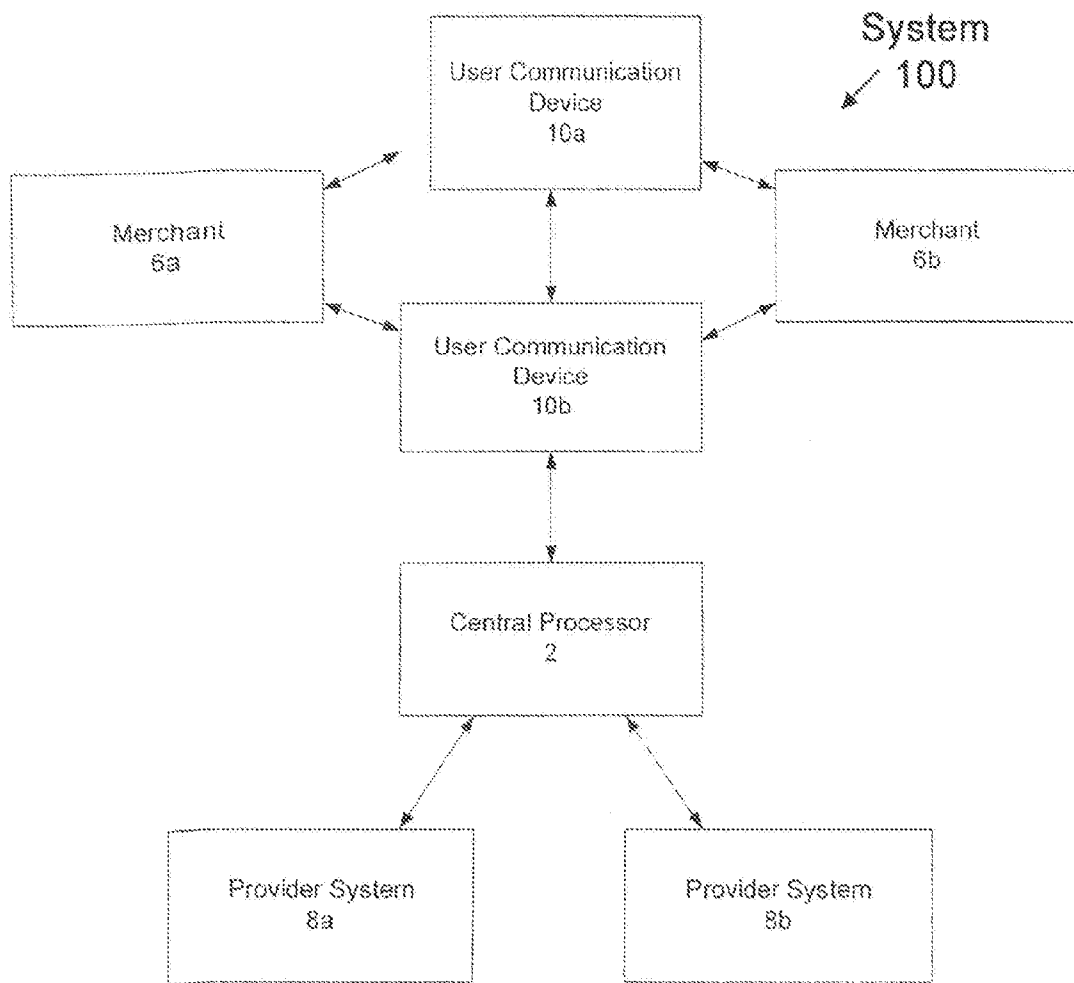 System
100
User Communication
Device
10a
Merchant
6a
Merchant
6b
User Communication
Device
10b
Central Processor
2
Provider System
8a
Provider System
8b